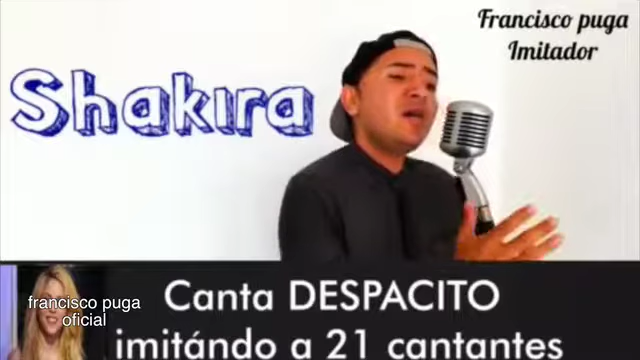 Francisco puga
Imitador
Shakira
francisco puga
oficial
Canta DESPACITO
imitándo a 21 cantantes